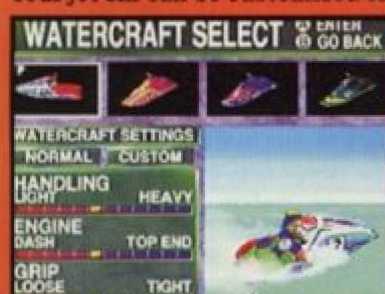 WATERCRAFT SELECT
A ENTER
B GO BACK
WATERCRAFT SETTINGS
NORMAL CUSTOM
HANDLING
LIGHT HEAVY
ENGINE
DASH TOP END
GRIP
LOOSE TIGHT